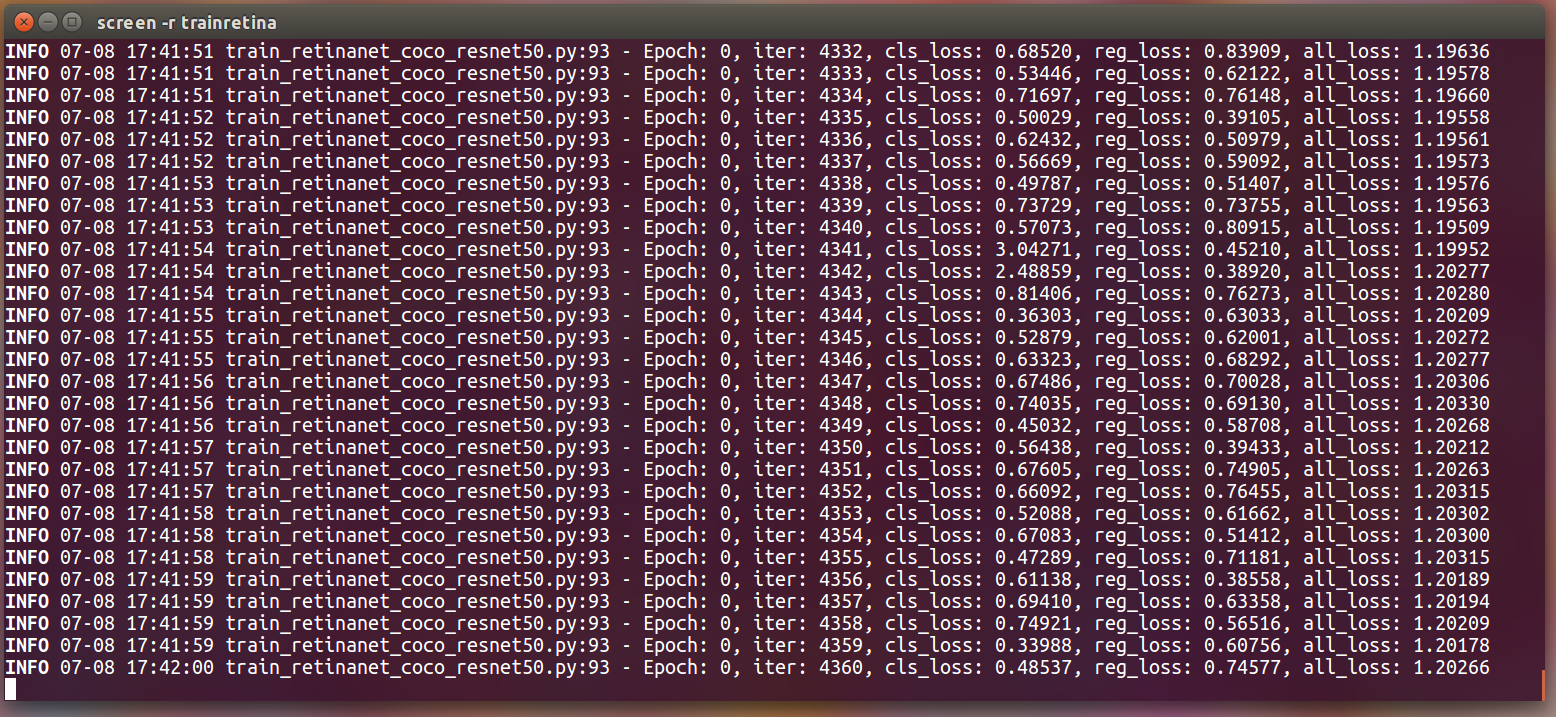 screen -r trainretina
INFO 07-08 17:41:51 train_retinanet_coco_resnet50.py:93 - Epoch: 0, iter: 4332, cls_loss: 0.68520, reg_loss: 0.83909, all_loss: 1.19636
INFO 07-08 17:41:51 train_retinanet_coco_resnet50.py:93 - Epoch: 0, iter: 4333, cls_loss: 0.53446, reg_loss: 0.62122, all_loss: 1.19578
INFO 07-08 17:41:51 train_retinanet_coco_resnet50.py:93 - Epoch: 0, iter: 4334, cls_loss: 0.71697, reg_loss: 0.76148, all_loss: 1.19660
INFO 07-08 17:41:52 train_retinanet_coco_resnet50.py:93 - Epoch: 0, iter: 4335, cls_loss: 0.50029, reg_loss: 0.39105, all_loss: 1.19558
INFO 07-08 17:41:52 train_retinanet_coco_resnet50.py:93 - Epoch: 0, iter: 4336, cls_loss: 0.62432, reg_loss: 0.50979, all_loss: 1.19561
INFO 07-08 17:41:52 train_retinanet_coco_resnet50.py:93 - Epoch: 0, iter: 4337, cls_loss: 0.56669, reg_loss: 0.59092, all_loss: 1.19573
INFO 07-08 17:41:53 train_retinanet_coco_resnet50.py:93 - Epoch: 0, iter: 4338, cls_loss: 0.49787, reg_loss: 0.51407, all_loss: 1.19576
INFO 07-08 17:41:53 train_retinanet_coco_resnet50.py:93 - Epoch: 0, iter: 4339, cls_loss: 0.73729, reg_loss: 0.73755, all_loss: 1.19563
INFO 07-08 17:41:53 train_retinanet_coco_resnet50.py:93 - Epoch: 0, iter: 4340, cls_loss: 0.57073, reg_loss: 0.80915, all_loss: 1.19509
INFO 07-08 17:41:54 train_retinanet_coco_resnet50.py:93 - Epoch: 0, iter: 4341, cls_loss: 3.04271, reg_loss: 0.45210, all_loss: 1.19952
INFO 07-08 17:41:54 train_retinanet_coco_resnet50.py:93 - Epoch: 0, iter: 4342, cls_loss: 2.48859, reg_loss: 0.38920, all_loss: 1.20277
INFO 07-08 17:41:54 train_retinanet_coco_resnet50.py:93 - Epoch: 0, iter: 4343, cls_loss: 0.81406, reg_loss: 0.76273, all_loss: 1.20280
INFO 07-08 17:41:55 train_retinanet_coco_resnet50.py:93 - Epoch: 0, iter: 4344, cls_loss: 0.36303, reg_loss: 0.63033, all_loss: 1.20209
INFO 07-08 17:41:55 train_retinanet_coco_resnet50.py:93 - Epoch: 0, iter: 4345, cls_loss: 0.52879, reg_loss: 0.62001, all_loss: 1.20272
INFO 07-08 17:41:55 train_retinanet_coco_resnet50.py:93 - Epoch: 0, iter: 4346, cls_loss: 0.63323, reg_loss: 0.68292, all_loss: 1.20277
INFO 07-08 17:41:56 train_retinanet_coco_resnet50.py:93 - Epoch: 0, iter: 4347, cls_loss: 0.67486, reg_loss: 0.70028, all_loss: 1.20306
INFO 07-08 17:41:56 train_retinanet_coco_resnet50.py:93 - Epoch: 0, iter: 4348, cls_loss: 0.74035, reg_loss: 0.69130, all_loss: 1.20330
INFO 07-08 17:41:56 train_retinanet_coco_resnet50.py:93 - Epoch: 0, iter: 4349, cls_loss: 0.45032, reg_loss: 0.58708, all_loss: 1.20268
INFO 07-08 17:41:57 train_retinanet_coco_resnet50.py:93 - Epoch: 0, iter: 4350, cls_loss: 0.56438, reg_loss: 0.39433, all_loss: 1.20212
INFO 07-08 17:41:57 train_retinanet_coco_resnet50.py:93 - Epoch: 0, iter: 4351, cls_loss: 0.67605, reg_loss: 0.74905, all_loss: 1.20263
INFO 07-08 17:41:57 train_retinanet_coco_resnet50.py:93 - Epoch: 0, iter: 4352, cls_loss: 0.66092, reg_loss: 0.76455, all_loss: 1.20315
INFO 07-08 17:41:58 train_retinanet_coco_resnet50.py:93 - Epoch: 0, iter: 4353, cls_loss: 0.52088, reg_loss: 0.61662, all_loss: 1.20302
INFO 07-08 17:41:58 train_retinanet_coco_resnet50.py:93 - Epoch: 0, iter: 4354, cls_loss: 0.67083, reg_loss: 0.51412, all_loss: 1.20300
INFO 07-08 17:41:58 train_retinanet_coco_resnet50.py:93 - Epoch: 0, iter: 4355, cls_loss: 0.47289, reg_loss: 0.71181, all_loss: 1.20315
INFO 07-08 17:41:59 train_retinanet_coco_resnet50.py:93 - Epoch: 0, iter: 4356, cls_loss: 0.61138, reg_loss: 0.38558, all_loss: 1.20189
INFO 07-08 17:41:59 train_retinanet_coco_resnet50.py:93 - Epoch: 0, iter: 4357, cls_loss: 0.69410, reg_loss: 0.63358, all_loss: 1.20194
INFO 07-08 17:41:59 train_retinanet_coco_resnet50.py:93 - Epoch: 0, iter: 4358, cls_loss: 0.74921, reg_loss: 0.56516, all_loss: 1.20209
INFO 07-08 17:41:59 train_retinanet_coco_resnet50.py:93 - Epoch: 0, iter: 4359, cls_loss: 0.33988, reg_loss: 0.60756, all_loss: 1.20178
INFO 07-08 17:42:00 train_retinanet_coco_resnet50.py:93 - Epoch: 0, iter: 4360, cls_loss: 0.48537, reg_loss: 0.74577, all_loss: 1.20266